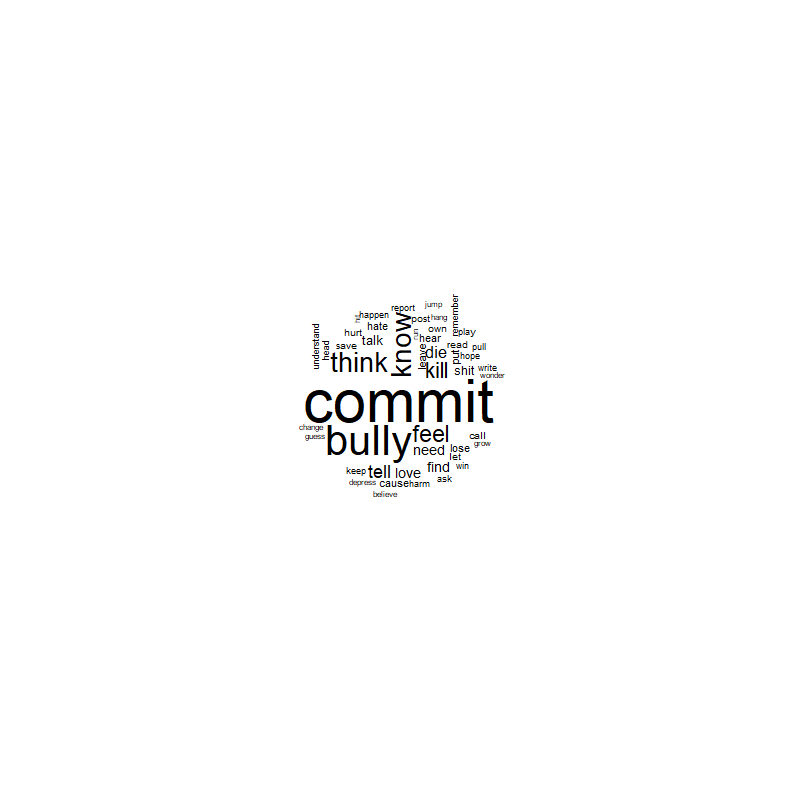 jump
report
remember
happen
post
hang
hate
know
own
play
hurt
understand
head
save
talk
hear
leave
read
pull
put
hope
think
die
kill
shit
write
wonder
commit
change
guess
bully
feel
call
grow
need
lose
let
keep
tell
love
find
win
ask
depress
cause
harm
believe